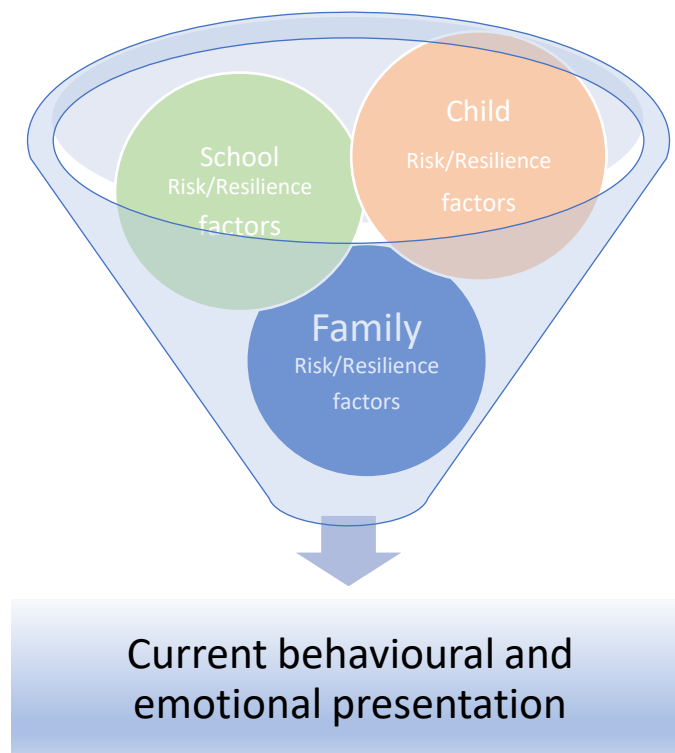 School
Risk/Resilience
factors
Child
Risk/Resilience
factors
Family
Risk/Resilience
factors
Current behavioural and
emotional presentation